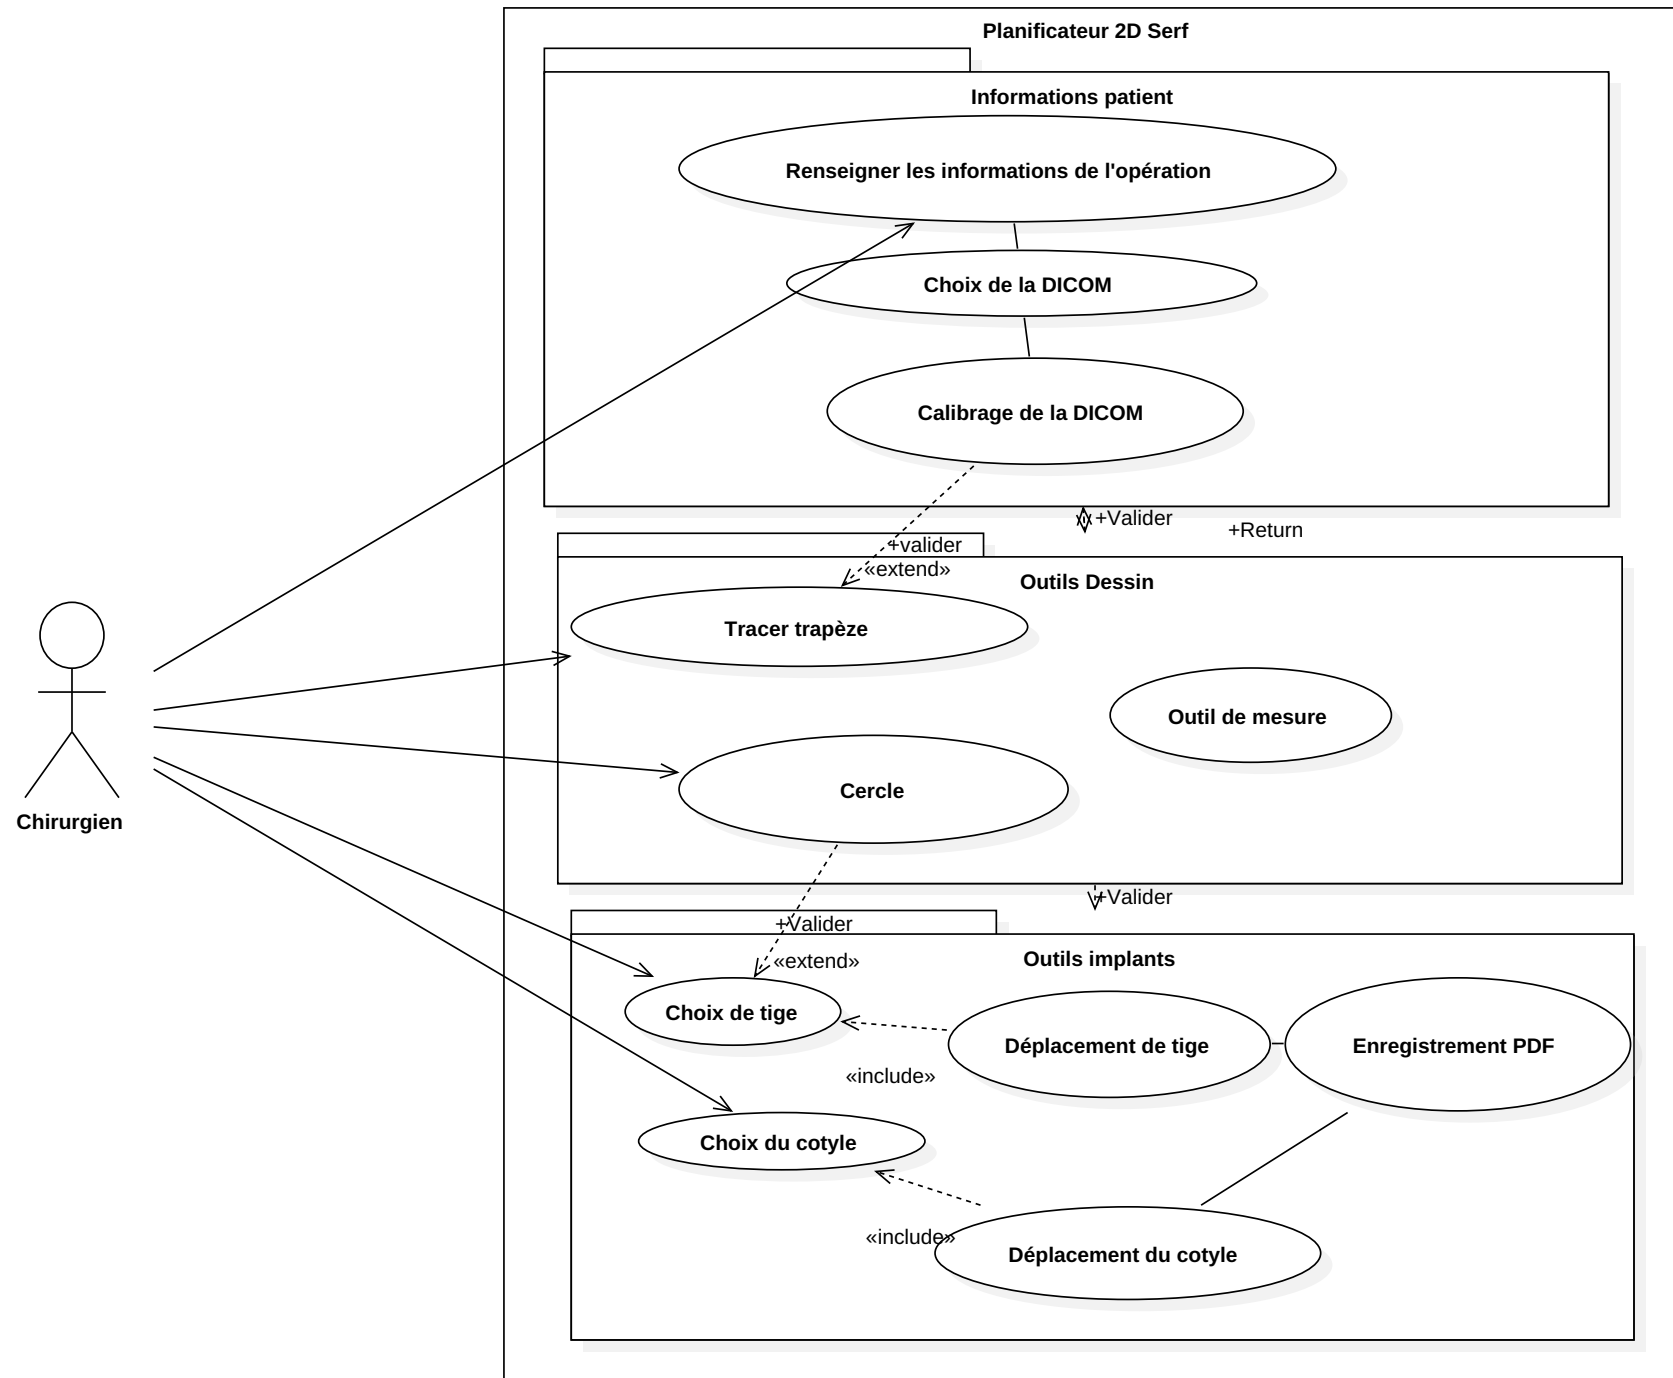 Planificateur 2D Serf
Informations patient
Renseigner les informations de l'opération
Choix de la DICOM
Calibrage de la DICOM
+Valider
+Return
+valider
«extend»
Outils Dessin
Tracer trapèze
Outil de mesure
Cercle
Chirurgien
+Valider
+Valider
«extend»
Outils implants
Choix de tige
Déplacement de tige
Enregistrement PDF
«include»
Choix du cotyle
«include»
Déplacement du cotyle